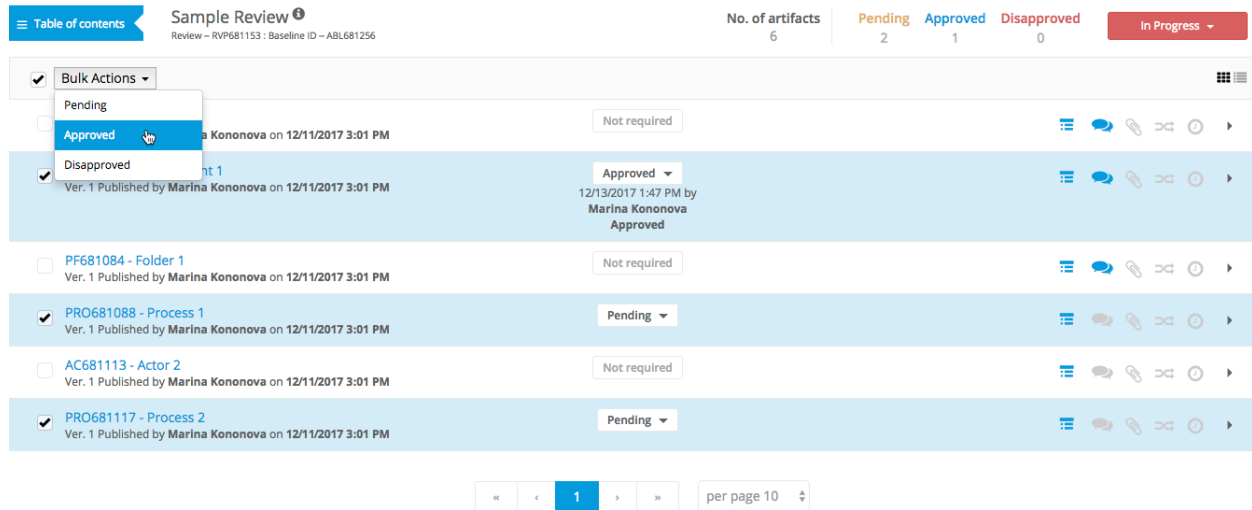 Table of contents
Sample Review
Review – RVP681153 : Baseline ID – ABL681256
No. of artifacts
6
Pending
2
Approved
1
Disapproved
0
In Progress
Bulk Actions
Pending
Approved
Disapproved
Kononova on 12/11/2017 3:01 PM
Not required
1
Ver. 1 Published by Marina Kononova on 12/11/2017 3:01 PM
Approved
12/13/2017 1:47 PM by
Marina Kononova
Approved
PF681084 - Folder 1
Ver. 1 Published by Marina Kononova on 12/11/2017 3:01 PM
Not required
PRO681088 - Process 1
Ver. 1 Published by Marina Kononova on 12/11/2017 3:01 PM
Pending
AC681113 - Actor 2
Ver. 1 Published by Marina Kononova on 12/11/2017 3:01 PM
Not required
PRO681117 - Process 2
Ver. 1 Published by Marina Kononova on 12/11/2017 3:01 PM
Pending
« ‹ 1 › » per page 10